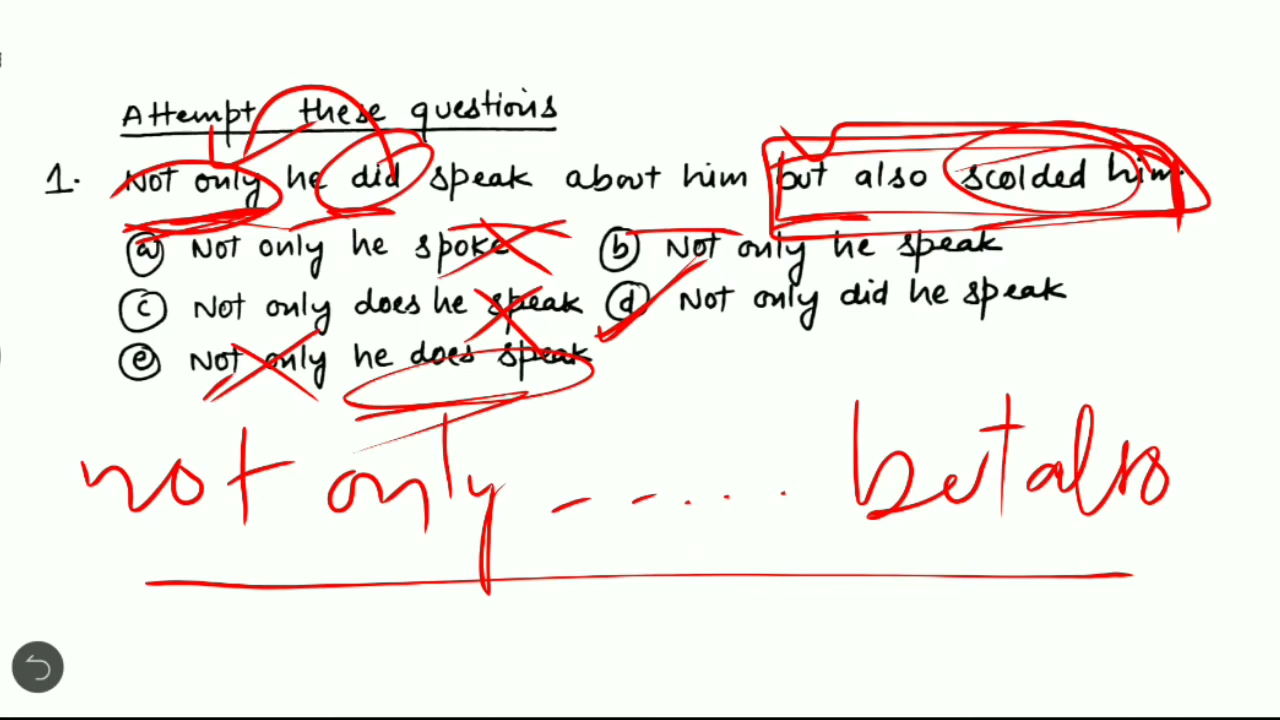 Attempt these questions
1. Not only he did speak about him but also scolded him.
(a) Not only he spoke (b) Not only he speak
(c) Not only does he speak (d) Not only did he speak
(e) Not only he does speak
not only - - . . . . but also